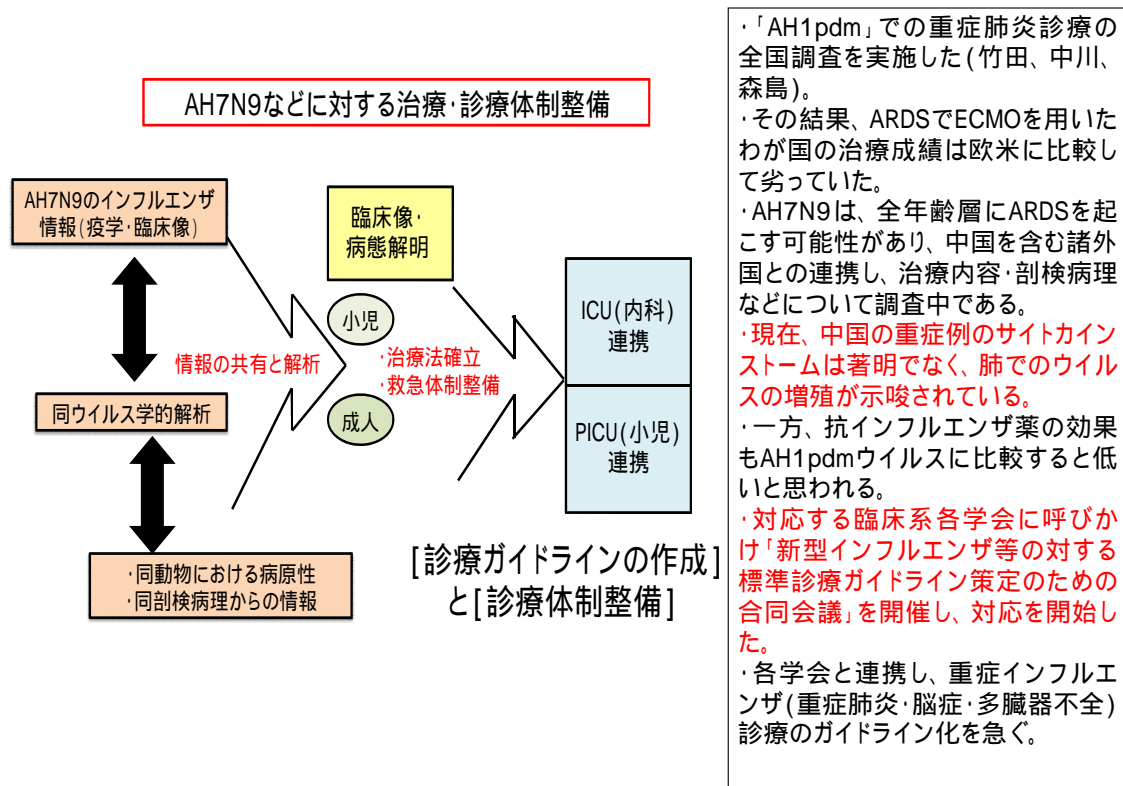 AH7N9などに対する治療・診療体制整備
AH7N9のインフルエンザ
情報(疫学・臨床像)
同ウイルス学的解析
・同動物における病原性
・同剖検病理からの情報
情報の共有と解析
臨床像・
病態解明
小児
成人
・治療法確立
・救急体制整備
ICU(内科)
連携
PICU(小児)
連携
[診療ガイドラインの作成]
と[診療体制整備]
・「AH1pdm」での重症肺炎診療の
全国調査を実施した(竹田、中川、
森島)。
・その結果、ARDSでECMOを用いた
わが国の治療成績は欧米に比較し
て劣っていた。
・AH7N9は、全年齢層にARDSを起
こす可能性があり、中国を含む諸外
国との連携し、治療内容・剖検病理
などについて調査中である。
・現在、中国の重症例のサイトカイン
ストームは著明でなく、肺でのウイル
スの増殖が示唆されている。
・一方、抗インフルエンザ薬の効果
もAH1pdmウイルスに比較すると低
いと思われる。
・対応する臨床系各学会に呼びか
け「新型インフルエンザ等の対する
標準診療ガイドライン策定のための
合同会議」を開催し、対応を開始し
た。
・各学会と連携し、重症インフルエ
ンザ(重症肺炎・脳症・多臓器不全)
診療のガイドライン化を急ぐ。